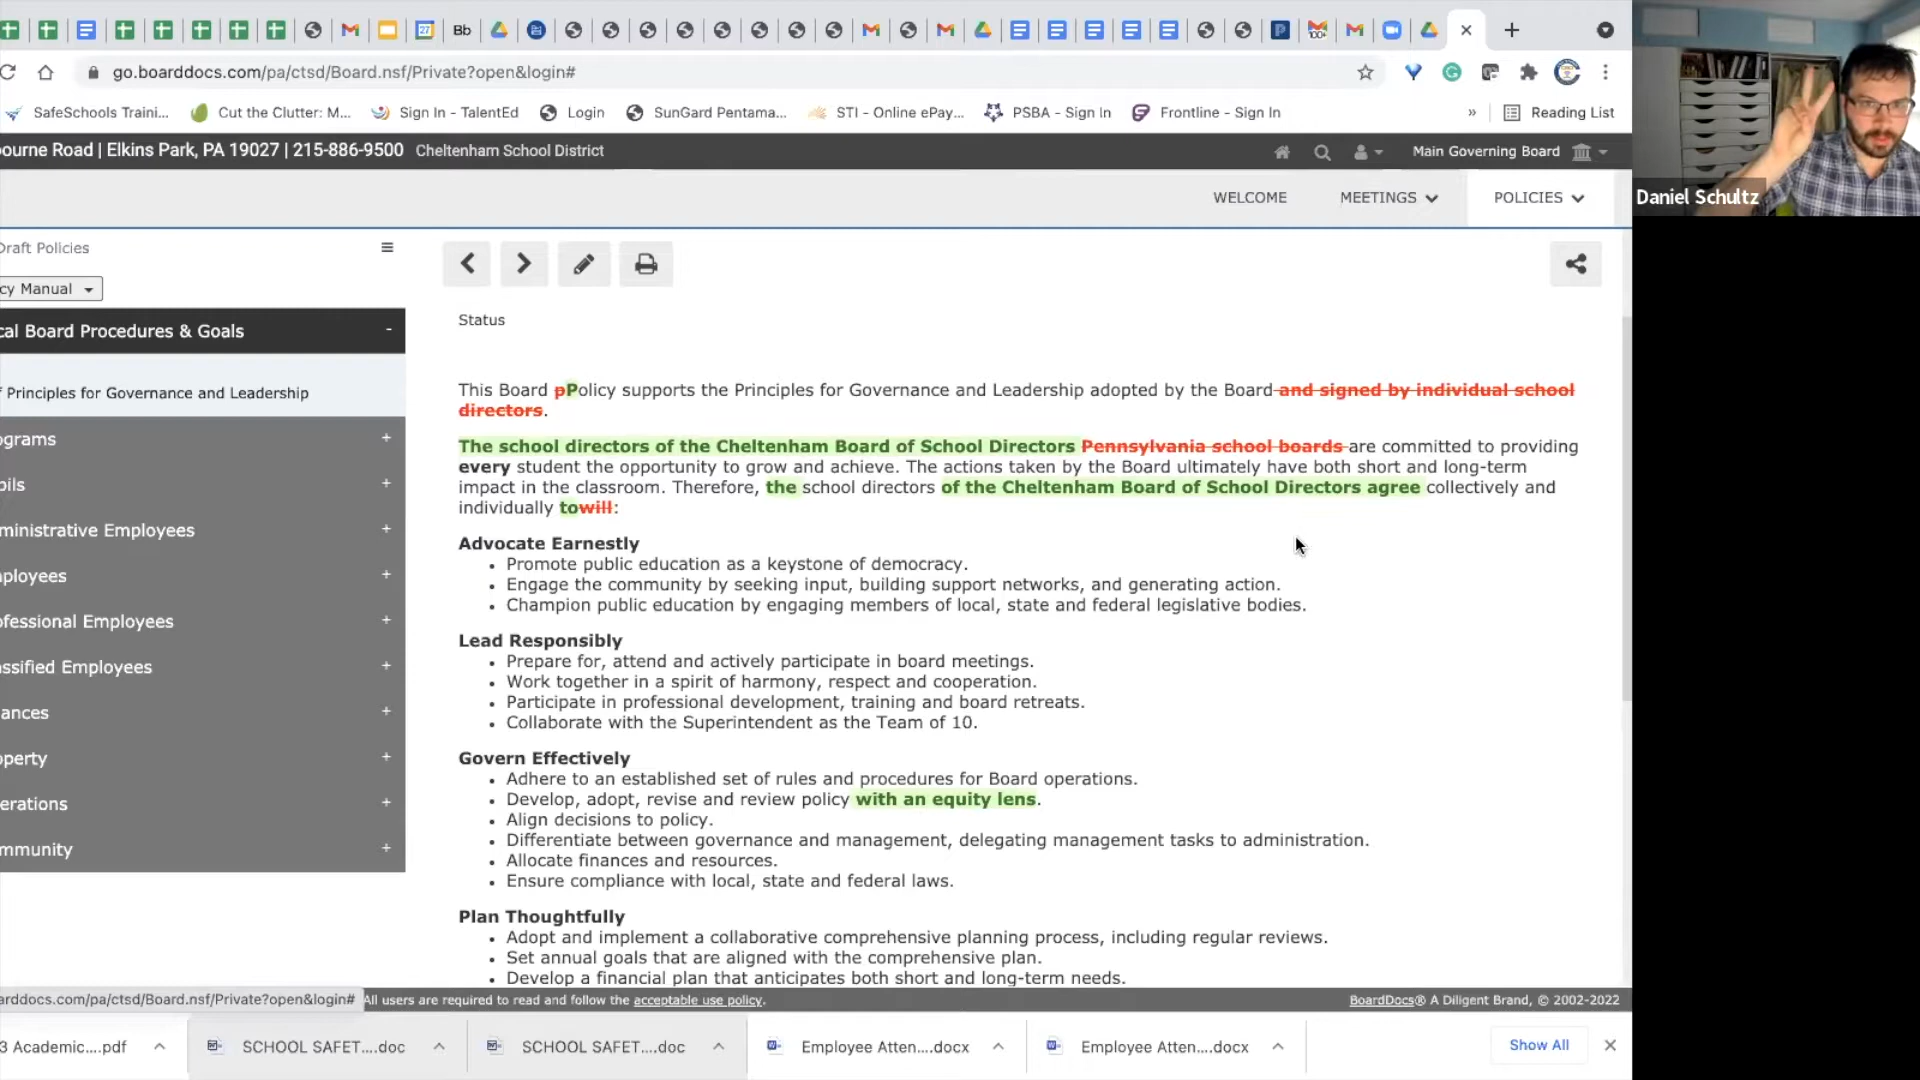 27
Bb
100+
go.boarddocs.com/pa/ctsd/Board.nsf/Private?open&login#
SafeSchools Traini...
Cut the Clutter: M...
Sign In - TalentEd
Login
SunGard Pentama...
STI - Online ePay...
PSBA - Sign In
Frontline - Sign In
»
Reading List
ourne Road | Elkins Park, PA 19027 | 215-886-9500 Cheltenham School District
Main Governing Board
WELCOME
MEETINGS
POLICIES
Daniel Schultz
Draft Policies
cy Manual
cal Board Procedures & Goals -
f Principles for Governance and Leadership
ograms +
pils +
ministrative Employees +
ployees +
ofessional Employees +
assified Employees +
ances +
operty +
erations +
mmunity +
Status
This Board pPolicy supports the Principles for Governance and Leadership adopted by the Board and signed by individual school
directors.
The school directors of the Cheltenham Board of School Directors Pennsylvania school boards are committed to providing
every student the opportunity to grow and achieve. The actions taken by the Board ultimately have both short and long-term
impact in the classroom. Therefore, the school directors of the Cheltenham Board of School Directors agree collectively and
individually towill:
Advocate Earnestly
• Promote public education as a keystone of democracy.
• Engage the community by seeking input, building support networks, and generating action.
• Champion public education by engaging members of local, state and federal legislative bodies.
Lead Responsibly
• Prepare for, attend and actively participate in board meetings.
• Work together in a spirit of harmony, respect and cooperation.
• Participate in professional development, training and board retreats.
• Collaborate with the Superintendent as the Team of 10.
Govern Effectively
• Adhere to an established set of rules and procedures for Board operations.
• Develop, adopt, revise and review policy with an equity lens.
• Align decisions to policy.
• Differentiate between governance and management, delegating management tasks to administration.
• Allocate finances and resources.
• Ensure compliance with local, state and federal laws.
Plan Thoughtfully
• Adopt and implement a collaborative comprehensive planning process, including regular reviews.
• Set annual goals that are aligned with the comprehensive plan.
• Develop a financial plan that anticipates both short and long-term needs.
arddocs.com/pa/ctsd/Board.nsf/Private?open&login#
All users are required to read and follow the acceptable use policy.
BoardDocs® A Diligent Brand, © 2002-2022
3 Academic....pdf
SCHOOL SAFET....doc
SCHOOL SAFET....doc
Employee Atten....docx
Employee Atten....docx
Show All